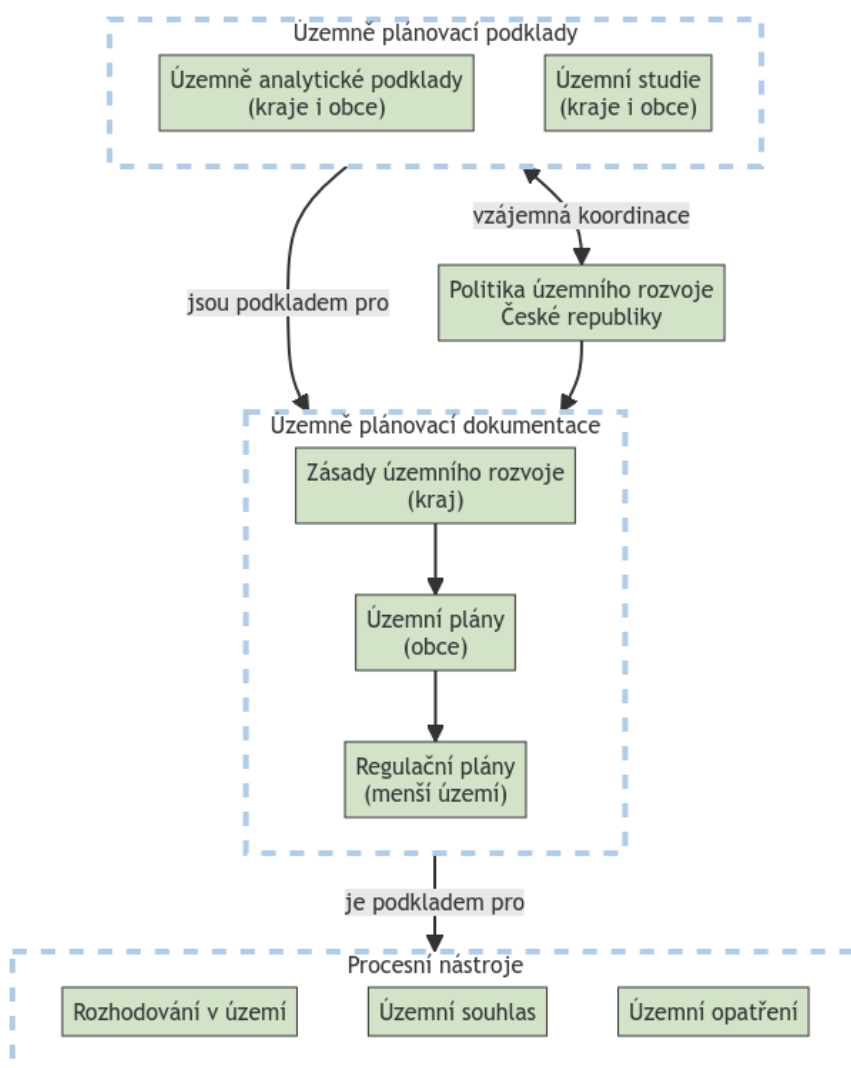 Územně plánovací podklady
Územně analytické podklady
(kraje i obce)
Územní studie
(kraje i obce)
vzájemná koordinace
jsou podkladem pro
Politika územního rozvoje
České republiky
Územně plánovací dokumentace
Zásady územního rozvoje
(kraj)
Územní plány
(obce)
Regulační plány
(menší území)
je podkladem pro
Procesní nástroje
Rozhodování v území
Územní souhlas
Územní opatření